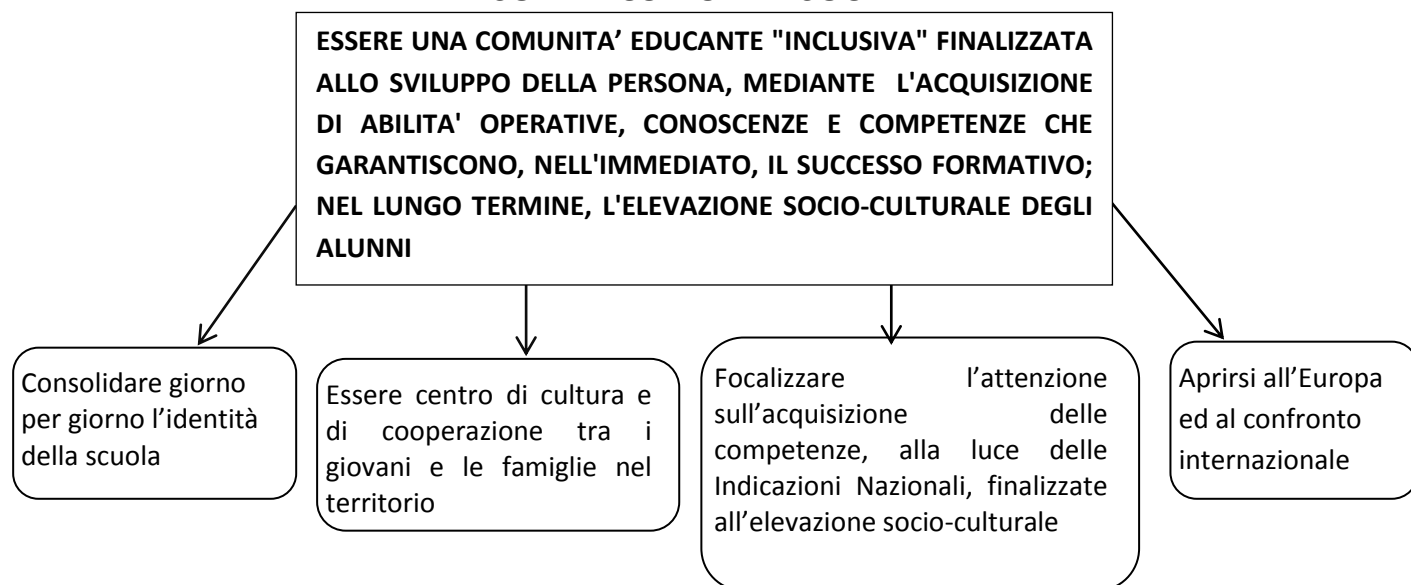 ESSERE UNA COMUNITA’ EDUCANTE "INCLUSIVA" FINALIZZATA
ALLO SVILUPPO DELLA PERSONA, MEDIANTE L'ACQUISIZIONE
DI ABILITA' OPERATIVE, CONOSCENZE E COMPETENZE CHE
GARANTISCONO, NELL'IMMEDIATO, IL SUCCESSO FORMATIVO;
NEL LUNGO TERMINE, L'ELEVAZIONE SOCIO-CULTURALE DEGLI
ALUNNI
Consolidare giorno
per giorno l’identità
della scuola
Essere centro di cultura e
di cooperazione tra i
giovani e le famiglie nel
territorio
Focalizzare l’attenzione
sull’acquisizione delle
competenze, alla luce delle
Indicazioni Nazionali, finalizzate
all’elevazione socio-culturale
Aprirsi all’Europa
ed al confronto
internazionale